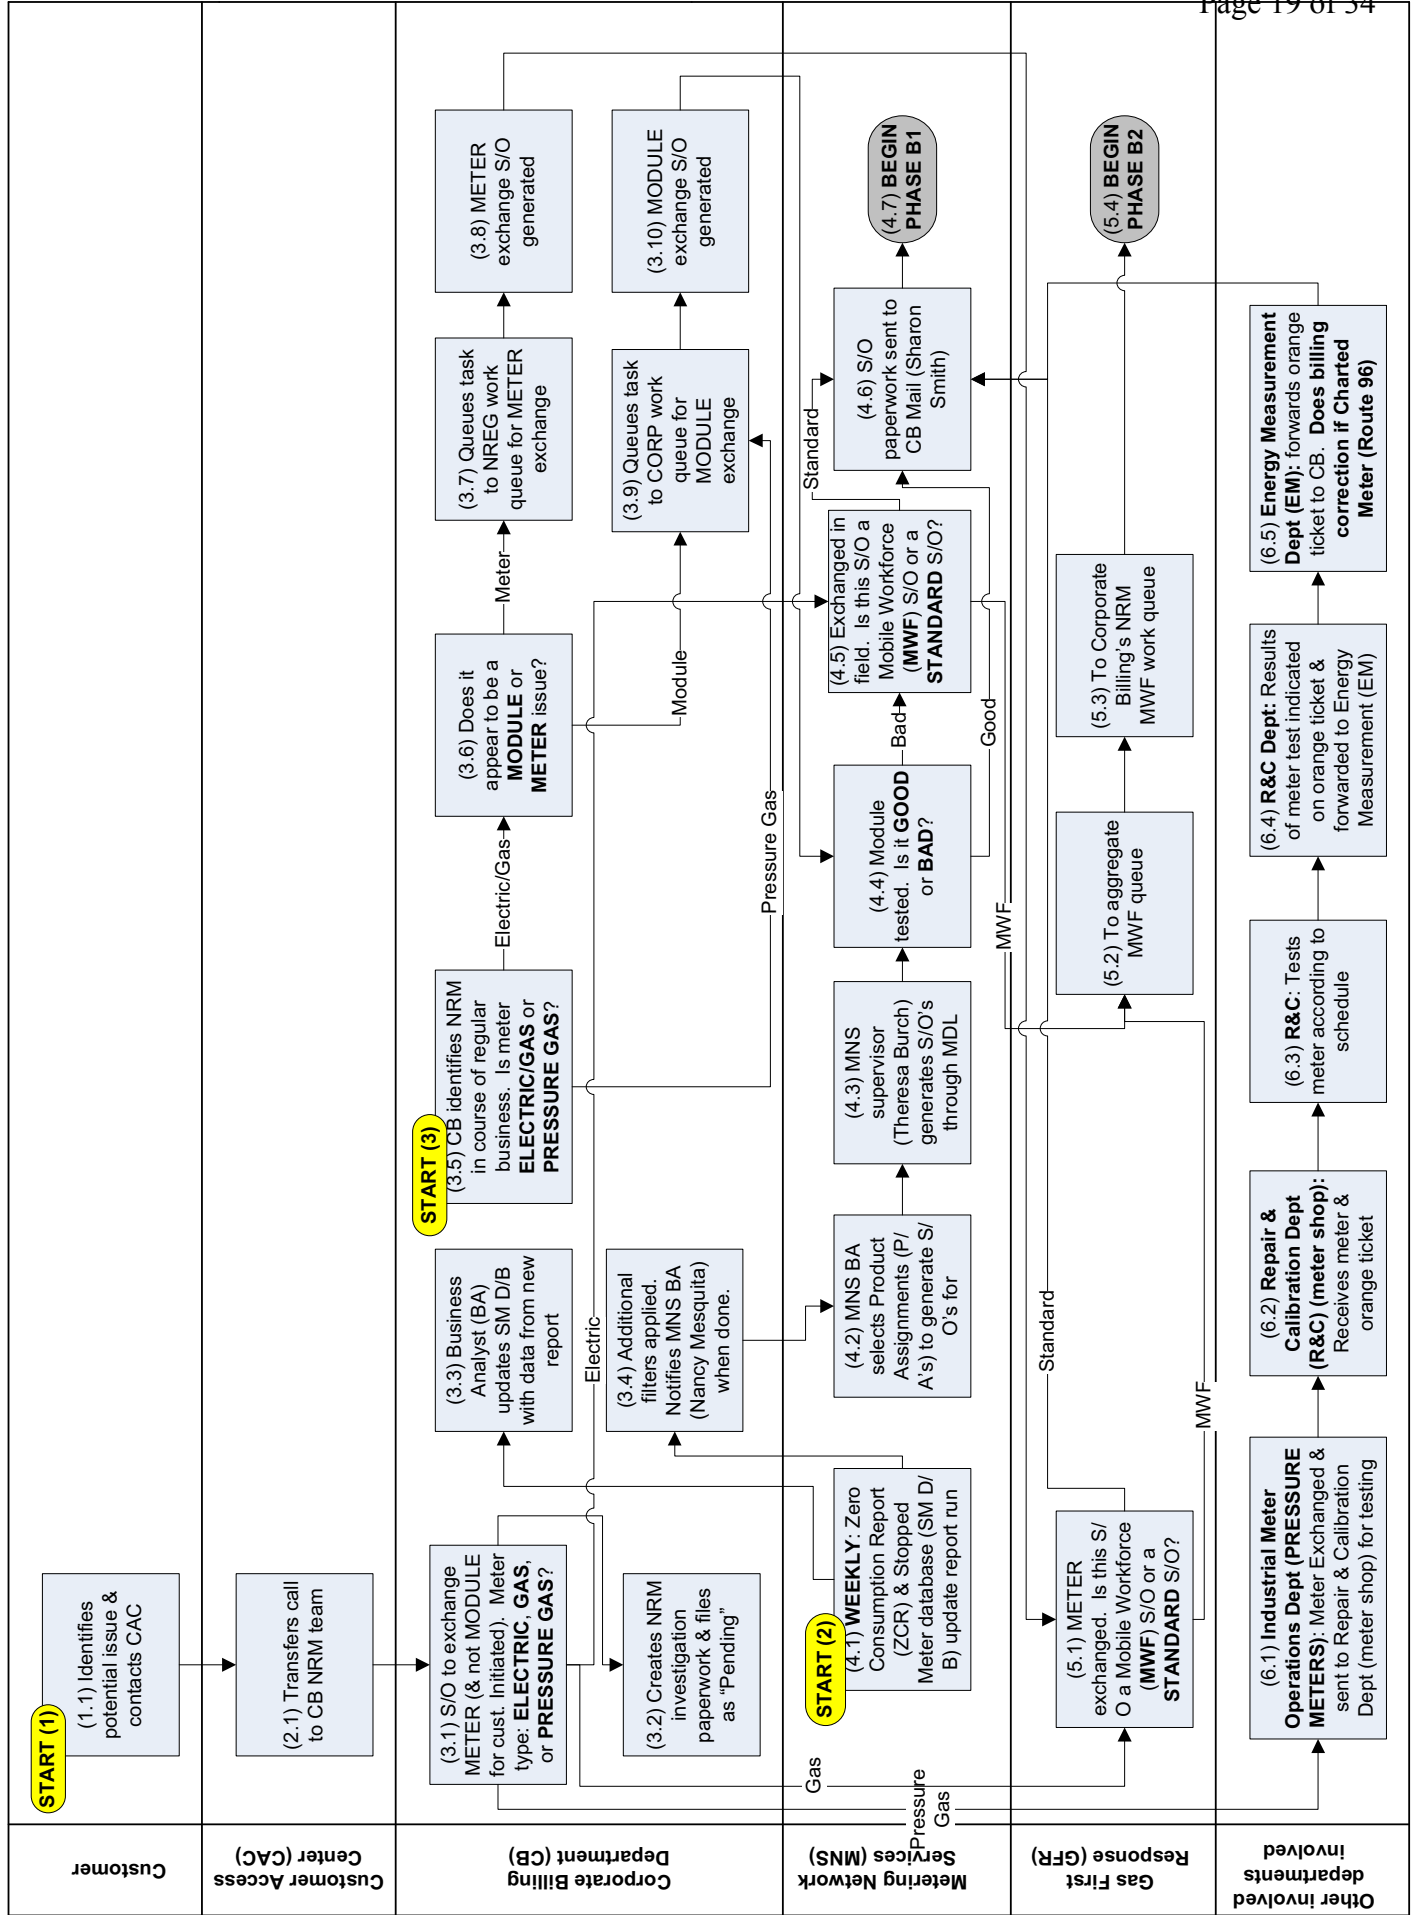 Page 19 of 34
Customer
START (1)
(1.1) Identifies
potential issue &
contacts CAC
Customer Access
Center (CAC)
(2.1) Transfers call
to CB NRM team
Corporate Billing
Department (CB)
(3.1) S/O to exchange
METER (& not MODULE
for cust. Initiated). Meter
type: ELECTRIC, GAS,
or PRESSURE GAS?
(3.2) Creates NRM
investigation
paperwork & files
as “Pending”
(3.3) Business
Analyst (BA)
updates SM D/B
with data from new
report
(3.4) Additional
filters applied.
Notifies MNS BA
(Nancy Mesquita)
when done.
Electric
START (3)
(3.5) CB identifies NRM
in course of regular
business. Is meter
ELECTRIC/GAS or
PRESSURE GAS?
Electric/Gas
Pressure Gas
(3.6) Does it
appear to be a
MODULE or
METER issue?
Meter
Module
(3.7) Queues task
to NREG work
queue for METER
exchange
(3.8) METER
exchange S/O
generated
(3.9) Queues task
to CORP work
queue for
MODULE
exchange
(3.10) MODULE
exchange S/O
generated
Metering Network
Services (MNS)
START (2)
(4.1) WEEKLY: Zero
Consumption Report
(ZCR) & Stopped
Meter database (SM D/
B) update report run
(4.2) MNS BA
selects Product
Assignments (P/
A's) to generate S/
O's for
(4.3) MNS
supervisor
(Theresa Burch)
generates S/O's
through MDL
(4.4) Module
tested. Is it GOOD
or BAD?
Bad
Good
(4.5) Exchanged in
field. Is this S/O a
Mobile Workforce
(MWF) S/O or a
STANDARD S/O?
Standard
MWF
(4.6) S/O
paperwork sent to
CB Mail (Sharon
Smith)
(4.7) BEGIN
PHASE B1
Gas
Pressure
Gas
Gas First
Response (GFR)
(5.1) METER
exchanged. Is this S/
O a Mobile Workforce
(MWF) S/O or a
STANDARD S/O?
Standard
MWF
(5.2) To aggregate
MWF queue
(5.3) To Corporate
Billing's NRM
MWF work queue
(5.4) BEGIN
PHASE B2
Other involved
departments
involved
(6.1) Industrial Meter
Operations Dept (PRESSURE
METERS): Meter Exchanged &
sent to Repair & Calibration
Dept (meter shop) for testing
(6.2) Repair &
Calibration Dept
(R&C) (meter shop):
Receives meter &
orange ticket
(6.3) R&C: Tests
meter according to
schedule
(6.4) R&C Dept: Results
of meter test indicated
on orange ticket &
forwarded to Energy
Measurement (EM)
(6.5) Energy Measurement
Dept (EM): forwards orange
ticket to CB. Does billing
correction if Charted
Meter (Route 96)